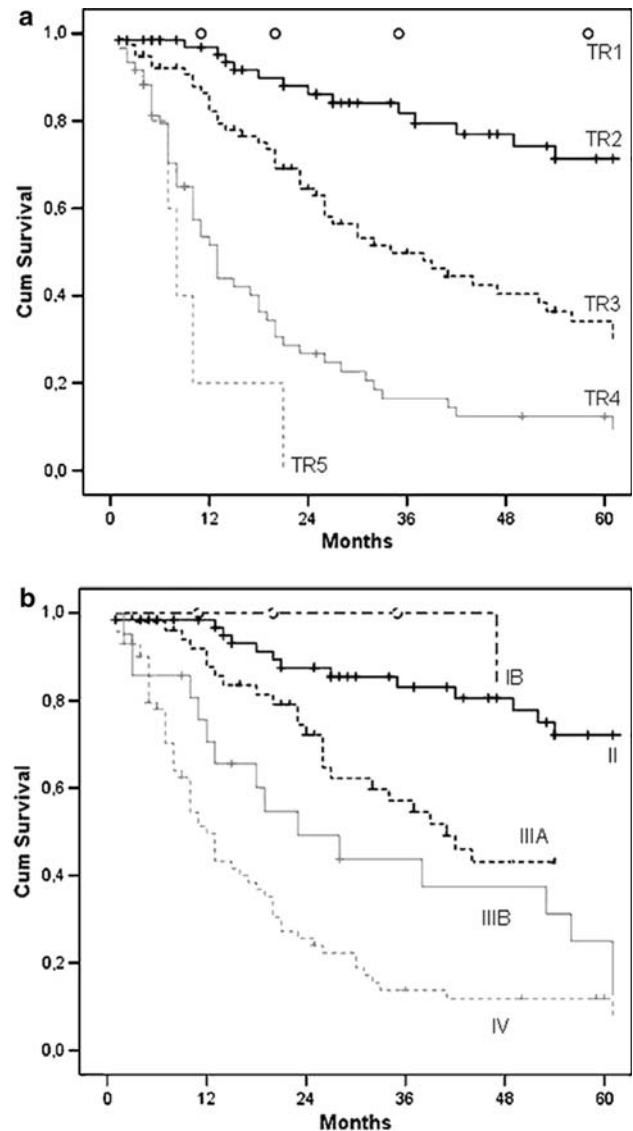 a
1,0
0,8
0,6
0,4
0,2
0,0
Cum Survival
TR1
TR2
TR3
TR4
TR5
0 12 24 36 48 60
Months
b
1,0
0,8
0,6
0,4
0,2
0,0
Cum Survival
IB
II
IIIA
IIIB
IV
0 12 24 36 48 60
Months